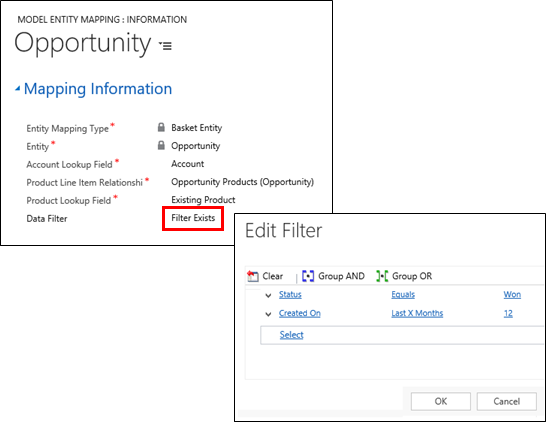 MODEL ENTITY MAPPING : INFORMATION
Opportunity
Mapping Information
Entity Mapping Type* Basket Entity
Entity* Opportunity
Account Lookup Field* Account
Product Line Item Relationshi* Opportunity Products (Opportunity)
Product Lookup Field* Existing Product
Data Filter Filter Exists
Edit Filter
Clear Group AND Group OR
Status Equals Won
Created On Last X Months 12
Select
OK Cancel